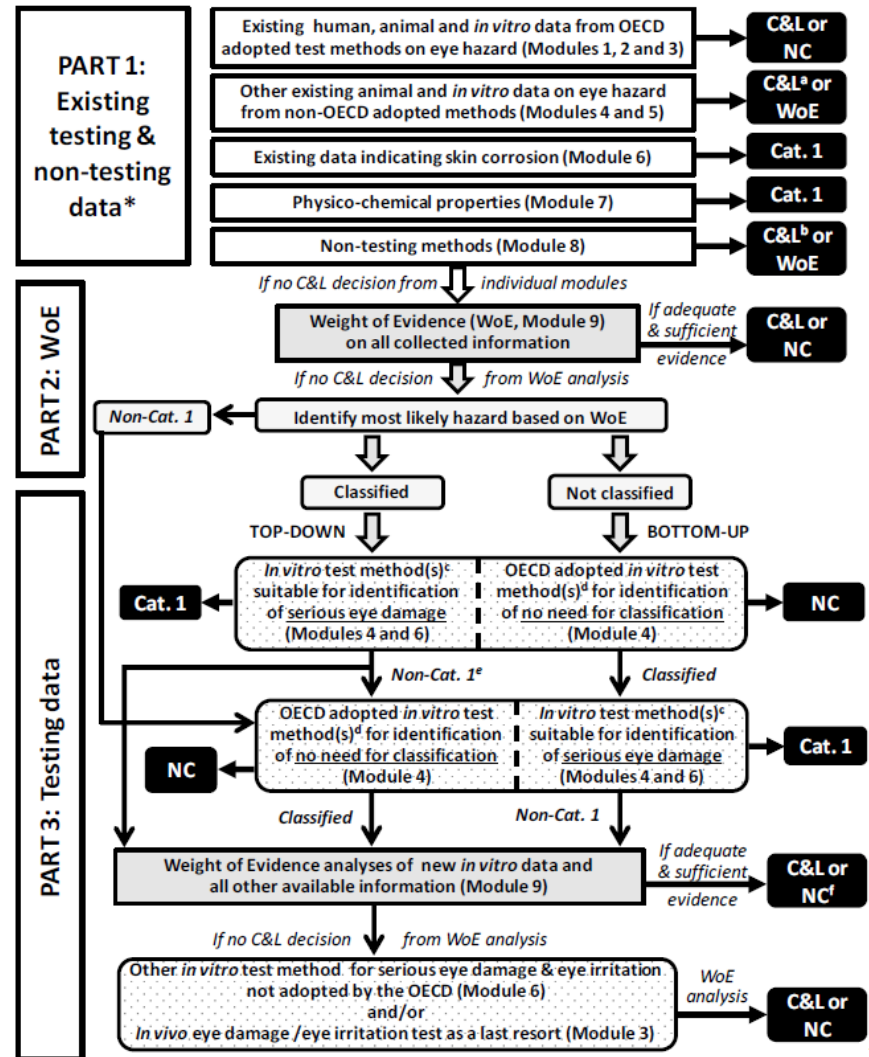 PART 1:
Existing
testing &
non-testing
data*
Existing human, animal and in vitro data from OECD
adopted test methods on eye hazard (Modules 1, 2 and 3)
C&L or
NC
Other existing animal and in vitro data on eye hazard
from non-OECD adopted methods (Modules 4 and 5)
C&Lᵃ or
WoE
Existing data indicating skin corrosion (Module 6)
Cat. 1
Physico-chemical properties (Module 7)
Cat. 1
Non-testing methods (Module 8)
C&Lᵇ or
WoE
If no C&L decision from individual modules
PART 2: WoE
Weight of Evidence (WoE, Module 9)
on all collected information
If adequate
& sufficient
evidence
C&L or
NC
If no C&L decision from WoE analysis
Non-Cat. 1
Identify most likely hazard based on WoE
Classified
Not classified
PART 3: Testing data
TOP-DOWN
BOTTOM-UP
In vitro test method(s)ᶜ
suitable for identification
of serious eye damage
(Modules 4 and 6)
OECD adopted in vitro test
method(s)ᵈ for identification
of no need for classification
(Module 4)
Cat. 1
NC
Non-Cat. 1ᵉ
Classified
OECD adopted in vitro test
method(s)ᵈ for identification
of no need for classification
(Module 4)
In vitro test method(s)ᶜ
suitable for identification
of serious eye damage
(Modules 4 and 6)
NC
Cat. 1
Classified
Non-Cat. 1
Weight of Evidence analyses of new in vitro data and
all other available information (Module 9)
If adequate
& sufficient
evidence
C&L or
NCᶠ
If no C&L decision from WoE analysis
Other in vitro test method for serious eye damage & eye irritation
not adopted by the OECD (Module 6)
and/or
In vivo eye damage /eye irritation test as a last resort (Module 3)
WoE
analysis
C&L or
NC